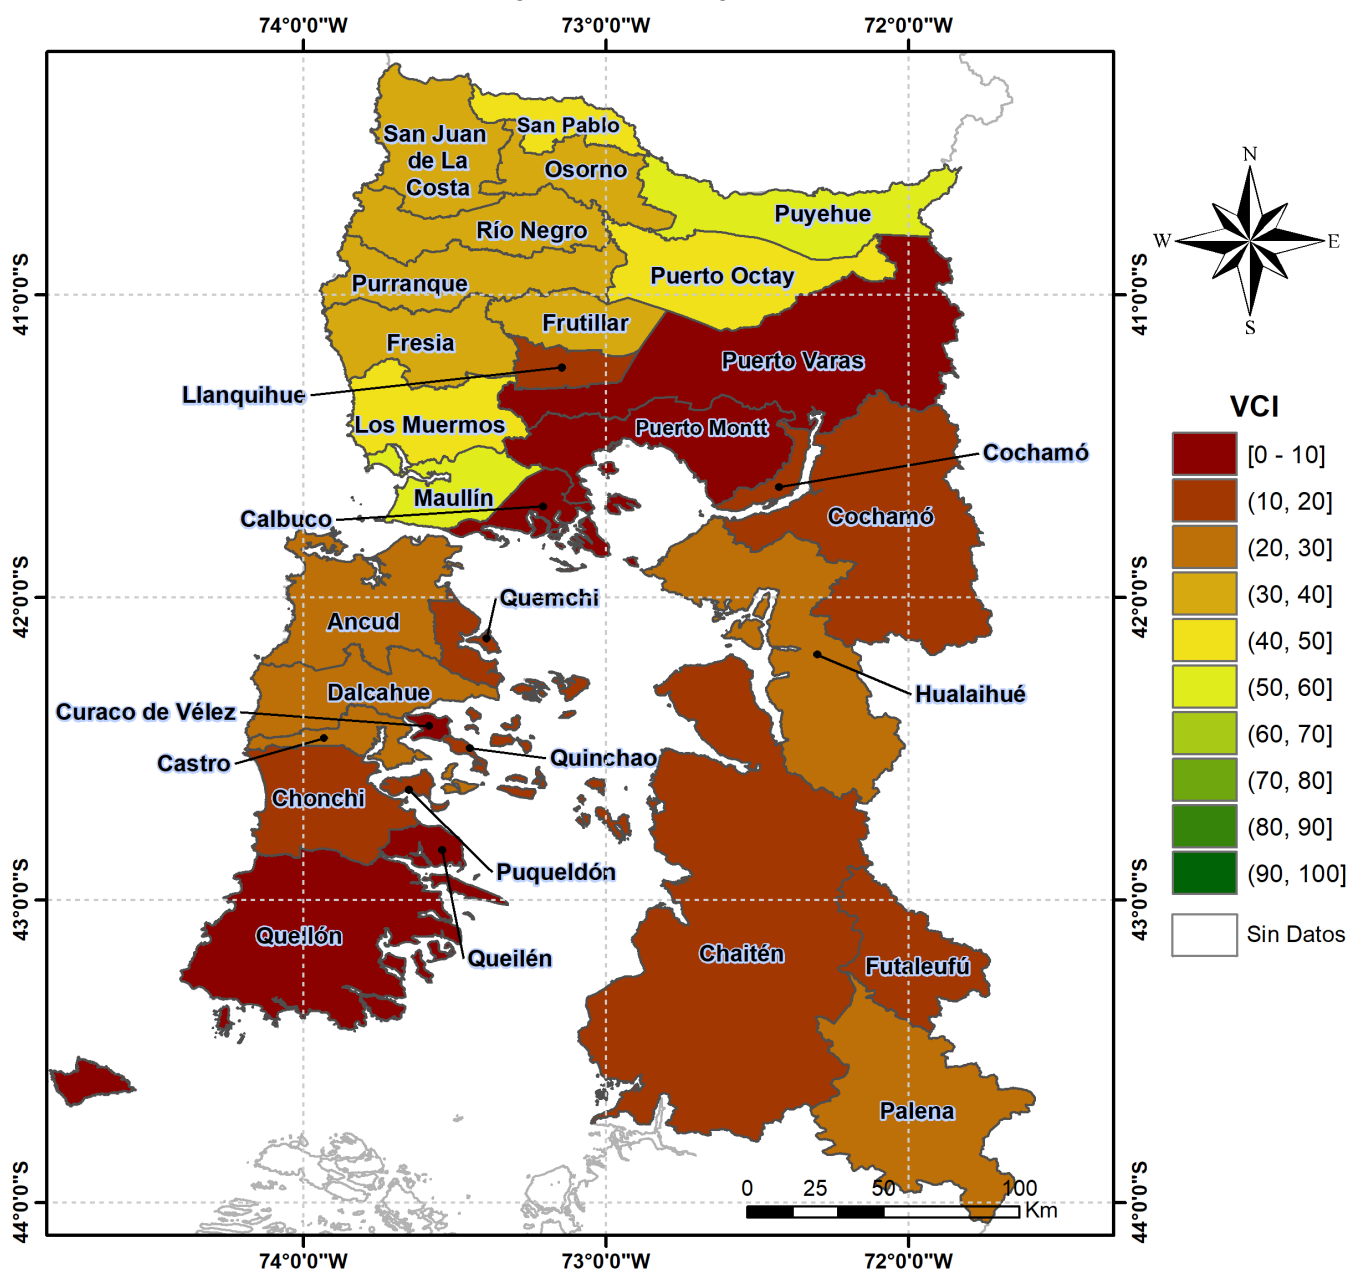 74°0'0"W
73°0'0"W
72°0'0"W
San Juan
de La
Costa
San Pablo
Osorno
Puyehue
Río Negro
Puerto Octay
Purranque
Frutillar
Fresia
Puerto Varas
Llanquihue
Los Muermos
Puerto Montt
Cochamó
Maullín
Calbuco
Cochamó
Quemchi
Ancud
Dalcahue
Hualaihué
Curaco de Vélez
Castro
Quinchao
Chonchi
Puqueldón
Quellón
Queilén
Chaitén
Futaleufú
Palena
41°0'0"S
42°0'0"S
43°0'0"S
44°0'0"S
41°0'0"S
42°0'0"S
43°0'0"S
44°0'0"S
0 25 50 100
Km
74°0'0"W
73°0'0"W
72°0'0"W
N
W
E
S
VCI
[0 - 10]
(10, 20]
(20, 30]
(30, 40]
(40, 50]
(50, 60]
(60, 70]
(70, 80]
(80, 90]
(90, 100]
Sin Datos